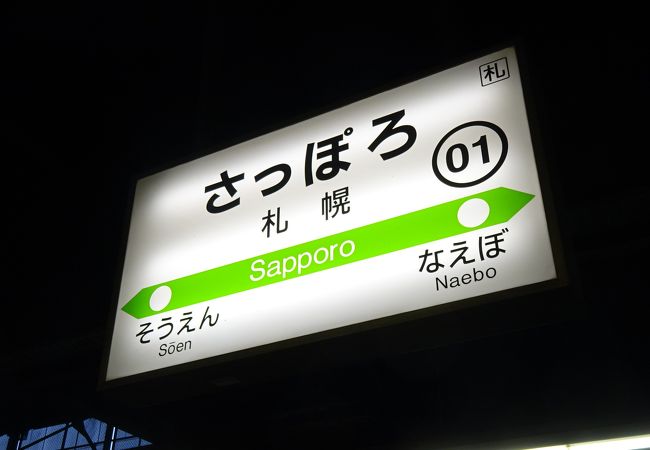 札
さっぽろ
01
札幌
Sapporo
そうえん
Sōen
なえぼ
Naebo